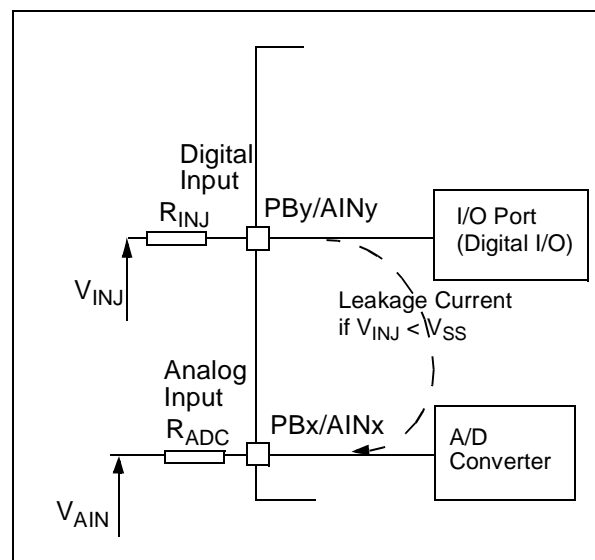 Digital
Input
R_INJ
PBy/AINy
I/O Port
(Digital I/O)
V_INJ
Leakage Current
if V_INJ < V_SS
Analog
Input
R_ADC
PBx/AINx
A/D
Converter
V_AIN